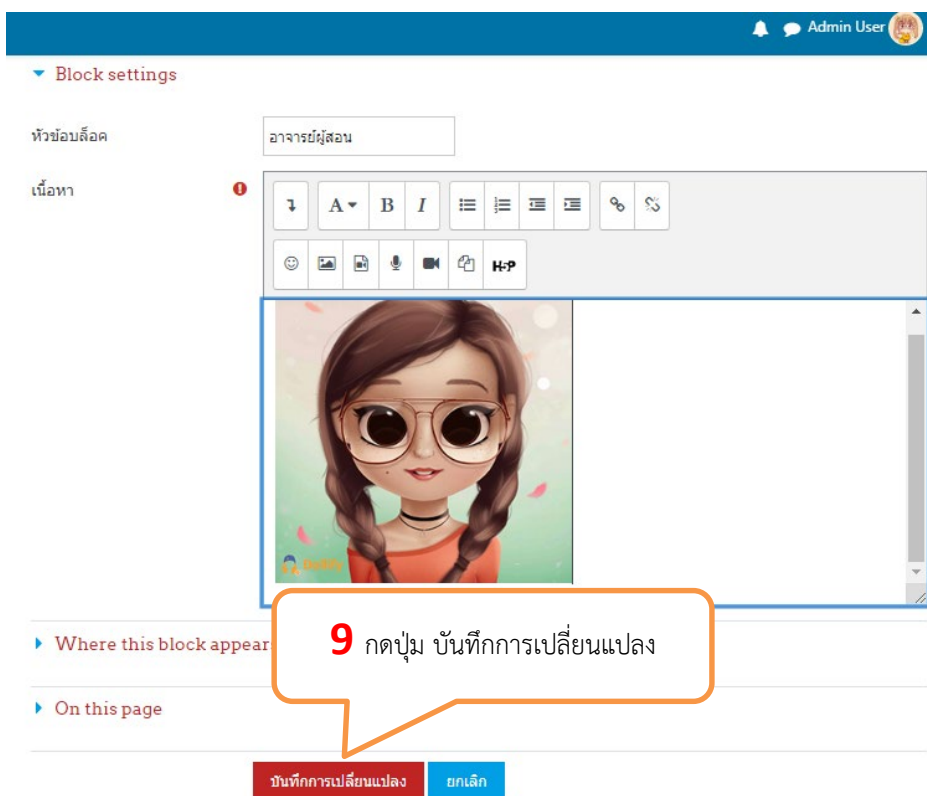 Admin User
Block settings
หัวข้อบล็อค
อาจารย์ผู้สอน
เนื้อหา
A B I
H5P
Dollify
Where this block appear
9 กดปุ่ม บันทึกการเปลี่ยนแปลง
On this page
บันทึกการเปลี่ยนแปลง ยกเลิก